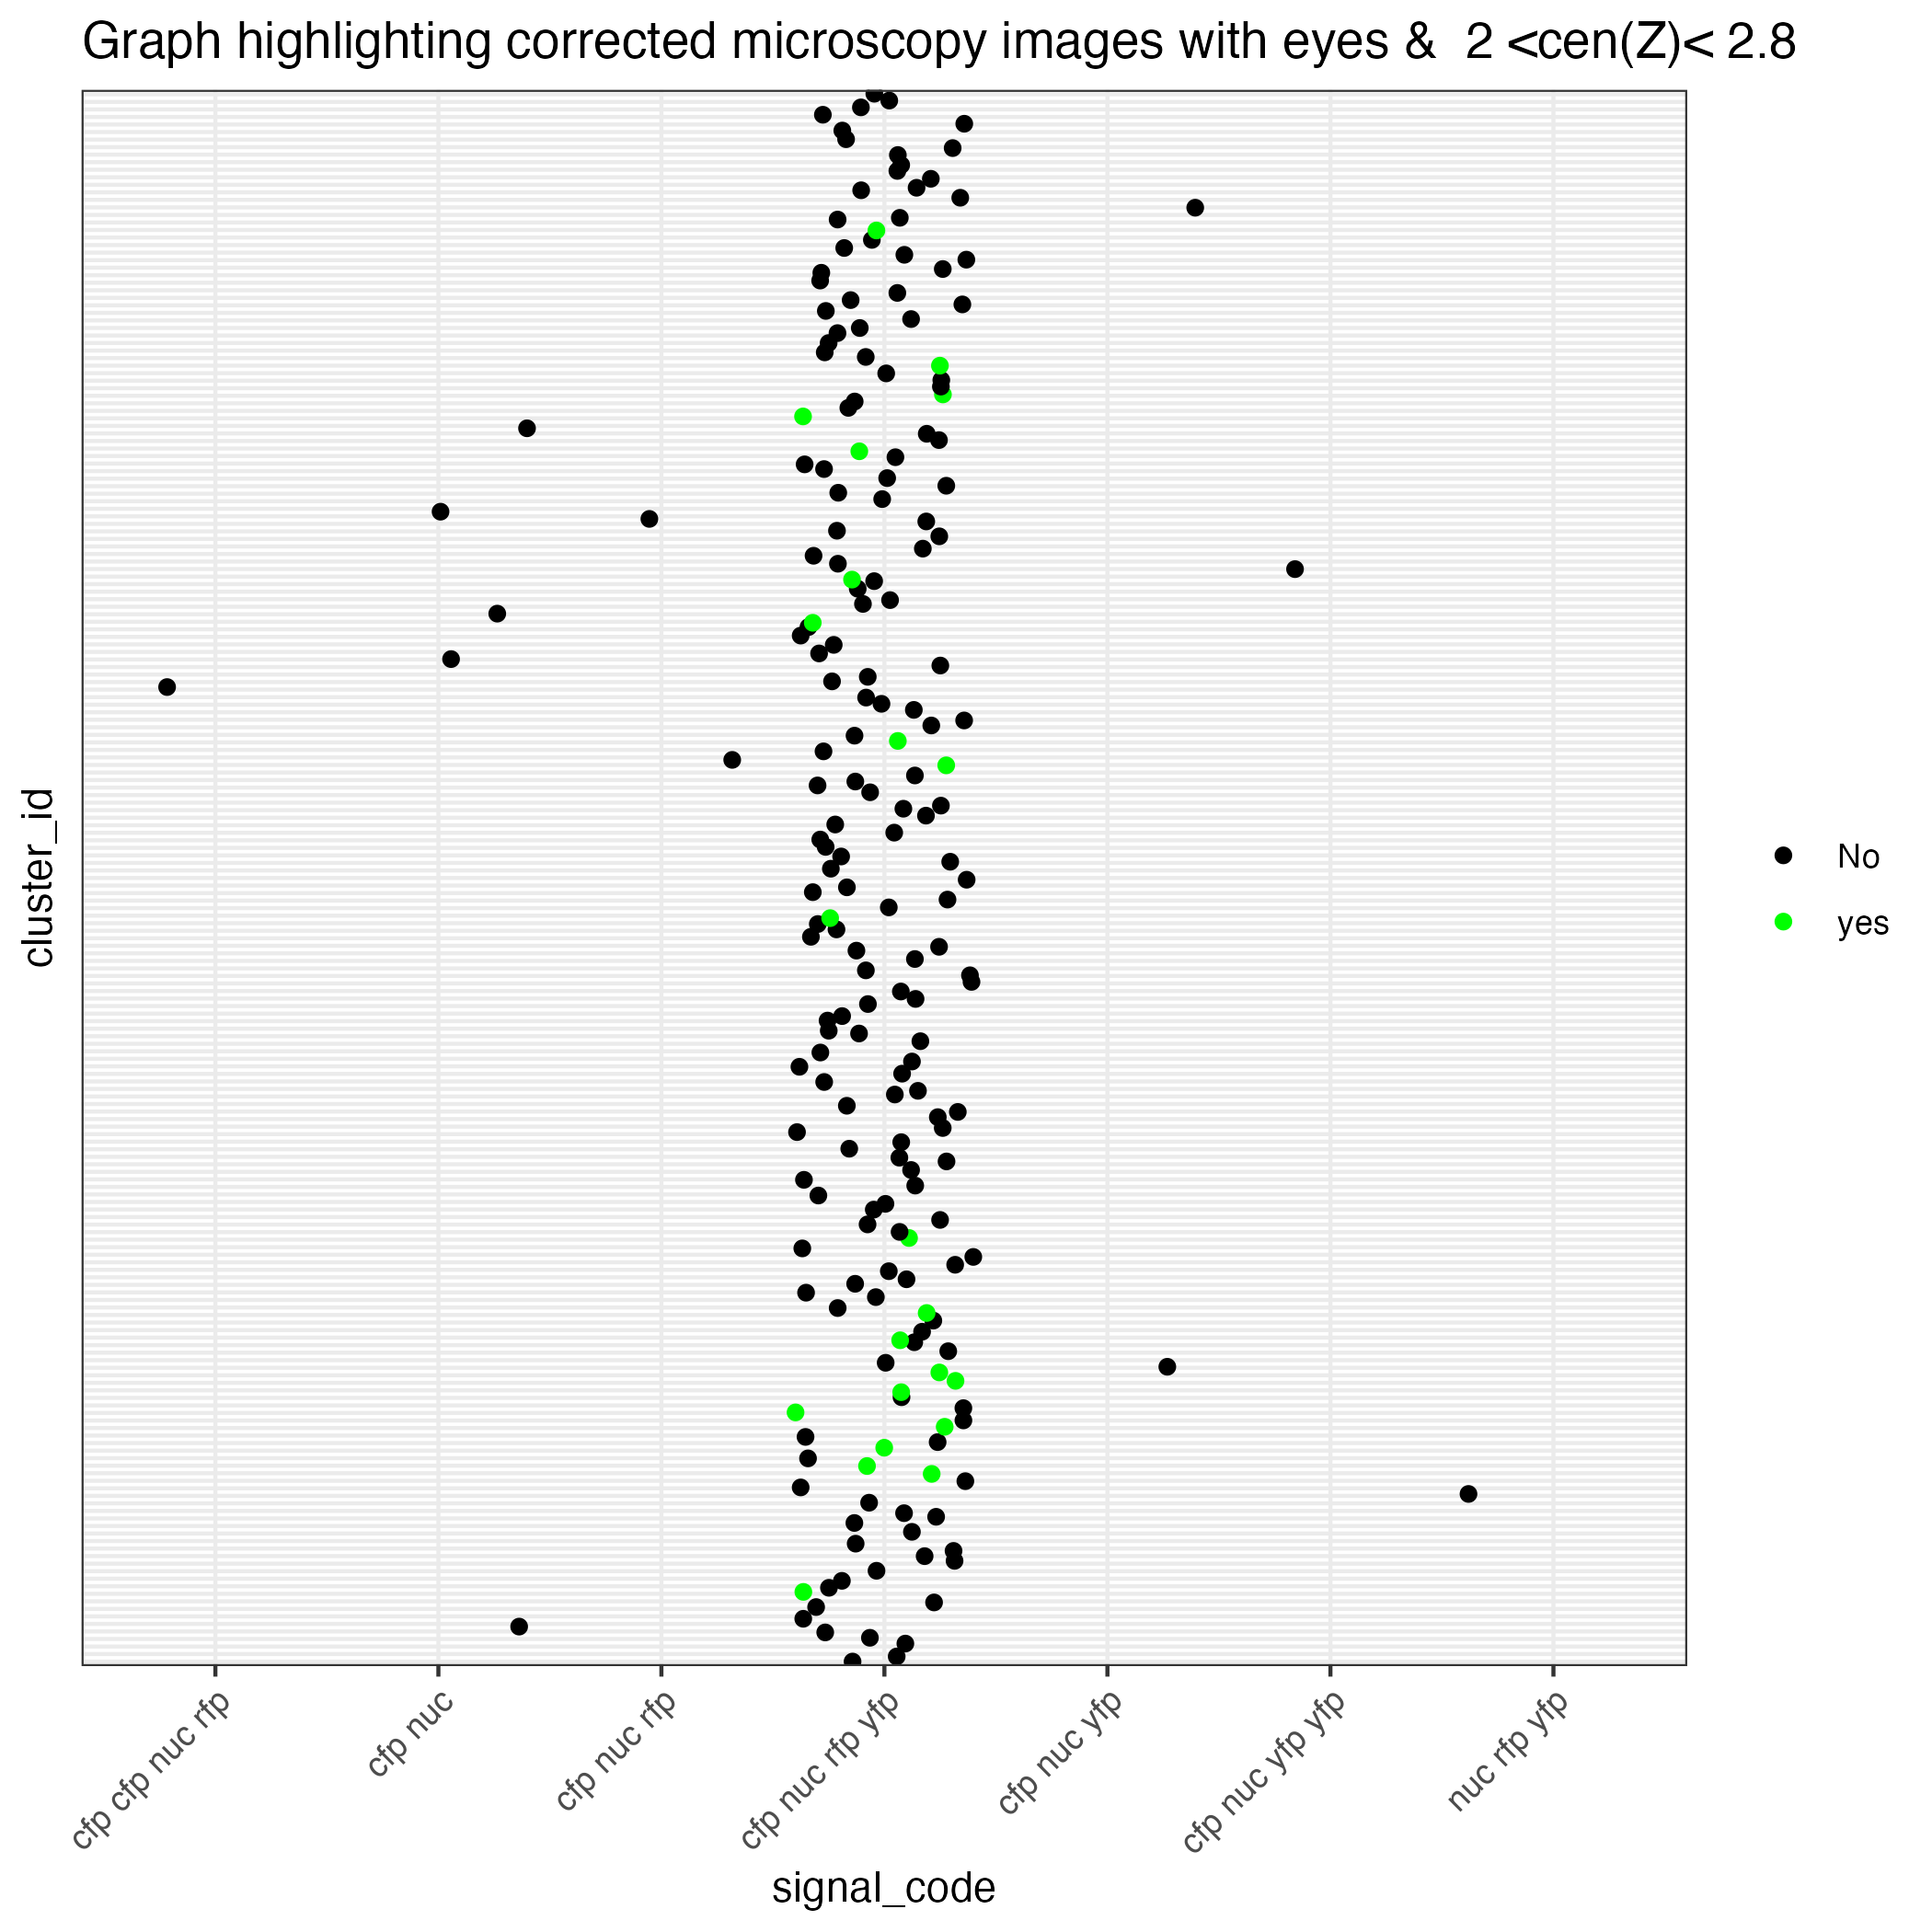 Graph highlighting corrected microscopy images with eyes &  2 <cen(Z)< 2.8
cluster_id
No
yes
cfp cfp nuc rfp
cfp nuc
cfp nuc rfp
cfp nuc rfp yfp
cfp nuc yfp
cfp nuc yfp yfp
nuc rfp yfp
signal_code